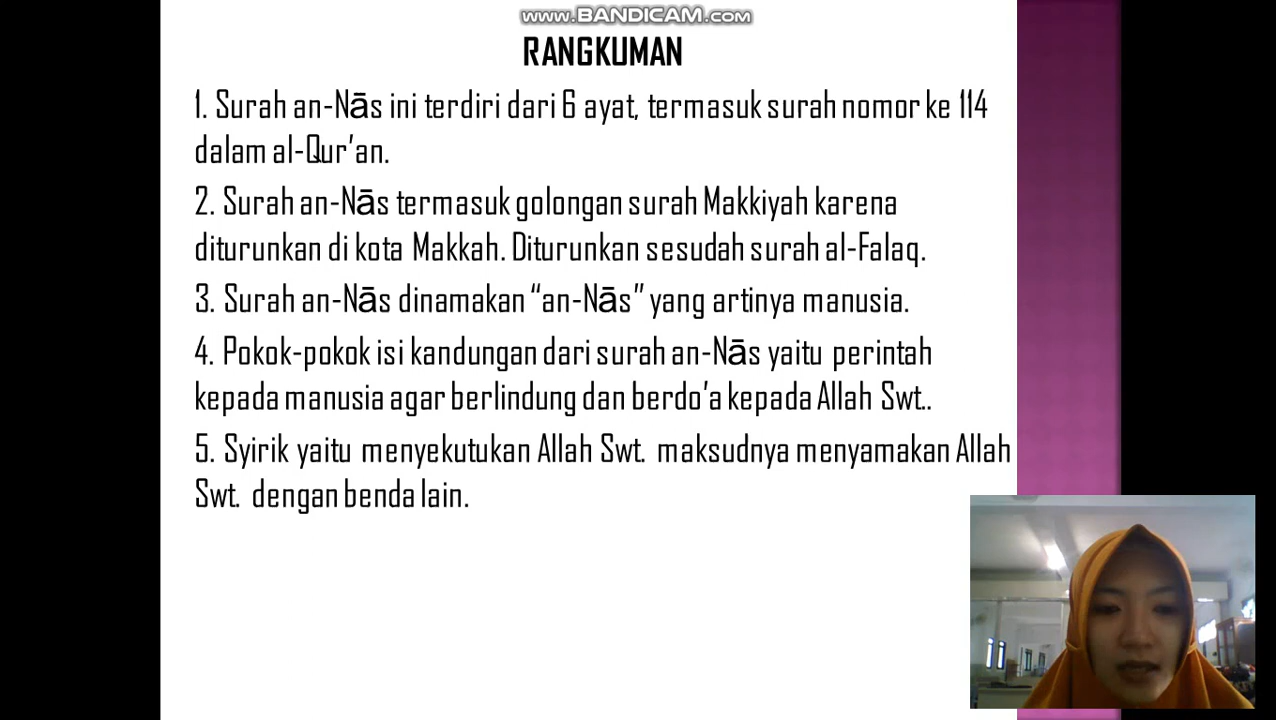 www.BANDICAM.com
RANGKUMAN
1. Surah an-Nās ini terdiri dari 6 ayat, termasuk surah nomor ke 114
dalam al-Qur’an.
2. Surah an-Nās termasuk golongan surah Makkiyah karena
diturunkan di kota Makkah. Diturunkan sesudah surah al-Falaq.
3. Surah an-Nās dinamakan “an-Nās” yang artinya manusia.
4. Pokok-pokok isi kandungan dari surah an-Nās yaitu perintah
kepada manusia agar berlindung dan berdo’a kepada Allah Swt..
5. Syirik yaitu menyekutukan Allah Swt. maksudnya menyamakan Allah
Swt. dengan benda lain.